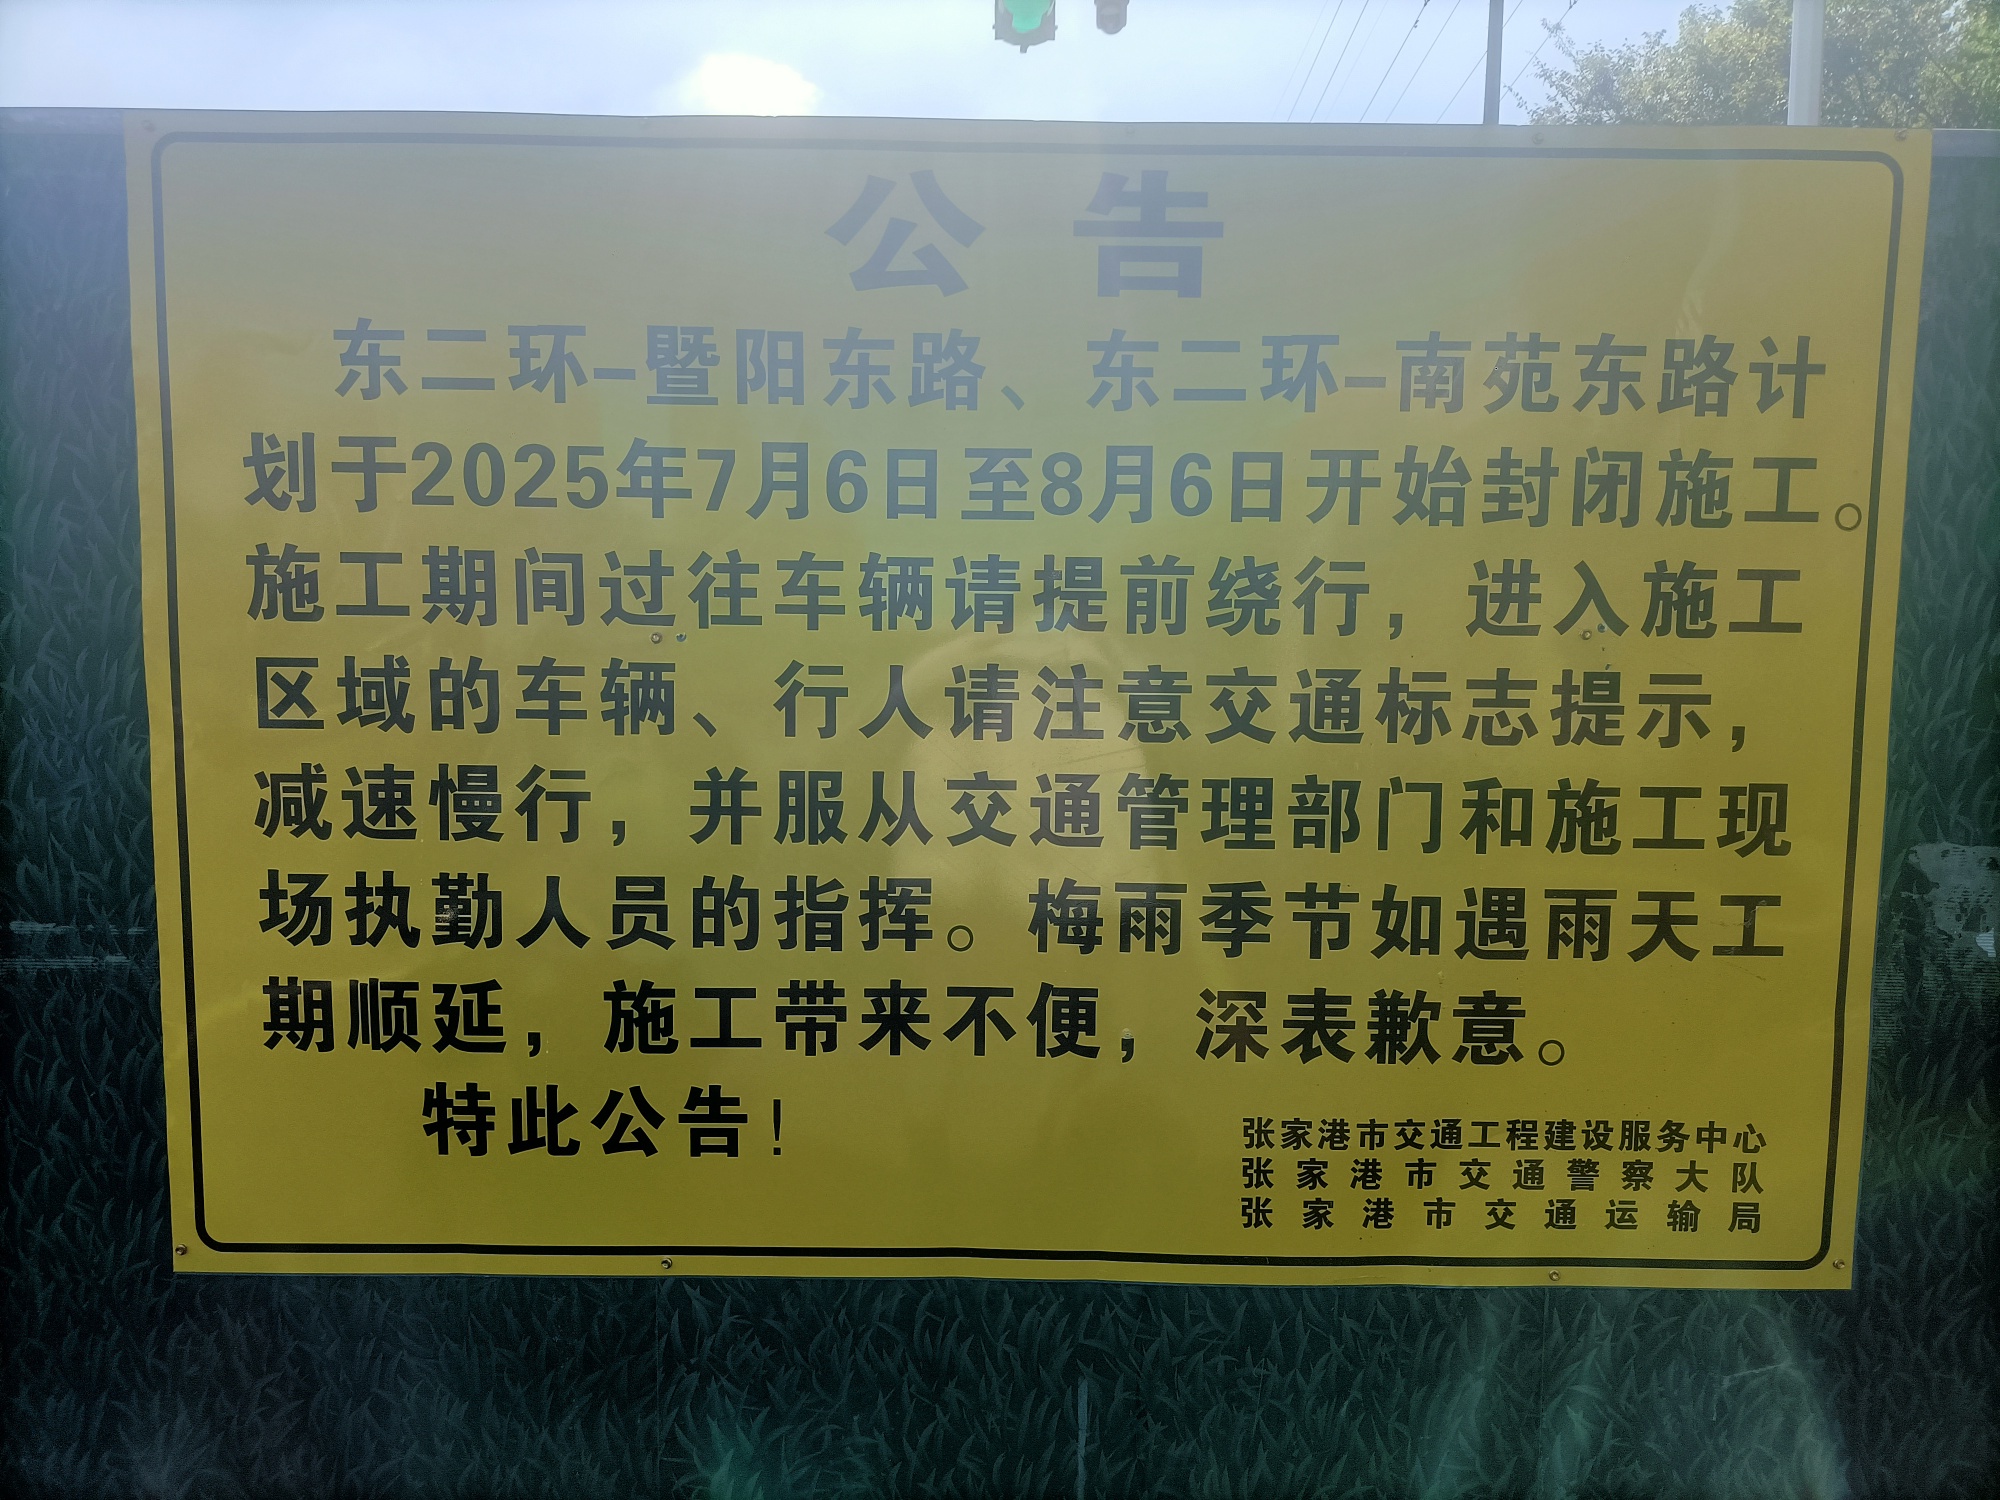 公告
东二环-暨阳东路、东二环-南苑东路计
划于2025年7月6日至8月6日开始封闭施工。
施工期间过往车辆请提前绕行，进入施工
区域的车辆、行人请注意交通标志提示，
减速慢行，并服从交通管理部门和施工现
场执勤人员的指挥。梅雨季节如遇雨天工
期顺延，施工带来不便，深表歉意。
特此公告！
张家港市交通工程建设服务中心
张家港市交通警察大队
张家港市交通运输局